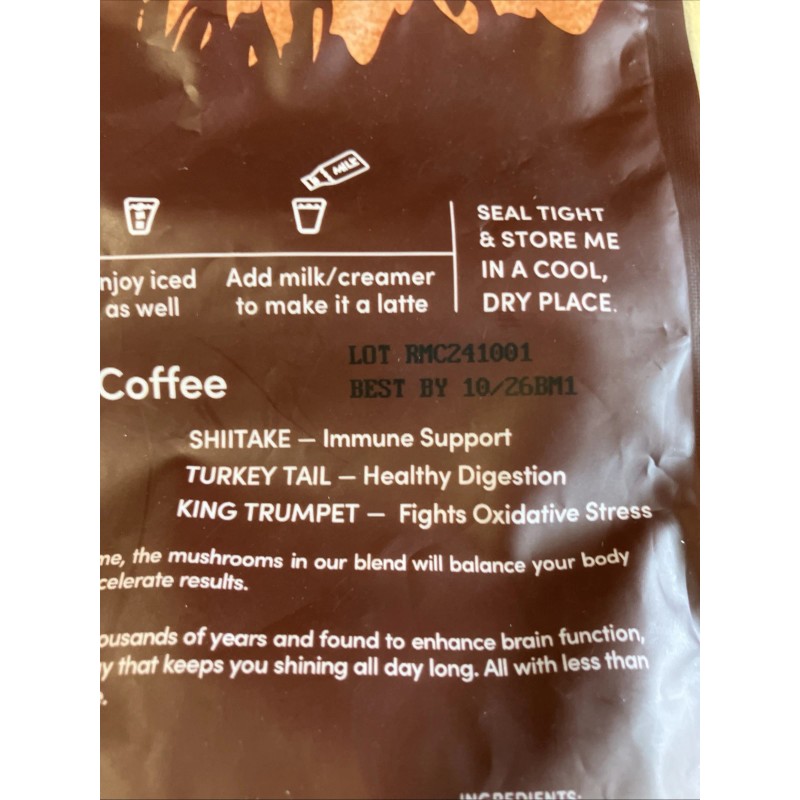 MILK
SEAL TIGHT
& STORE ME
IN A COOL,
DRY PLACE.
njoy iced
as well
Add milk/creamer
to make it a latte
LOT RMC241001
BEST BY 10/26BM1
Coffee
SHIITAKE — Immune Support
TURKEY TAIL — Healthy Digestion
KING TRUMPET — Fights Oxidative Stress
me, the mushrooms in our blend will balance your body
celerate results.
ousands of years and found to enhance brain function,
y that keeps you shining all day long. All with less than
INGREDIENTS: